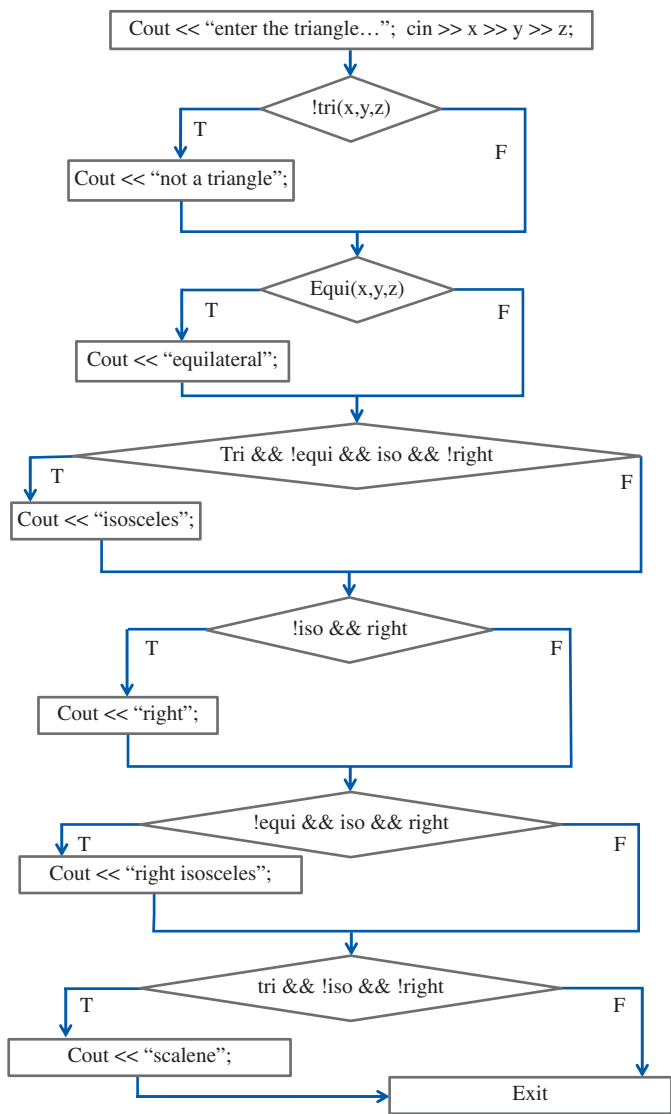 Cout << “enter the triangle…”; cin >> x >> y >> z;
!tri(x,y,z)
T
F
Cout << “not a triangle”;
Equi(x,y,z)
T
F
Cout << “equilateral”;
Tri && !equi && iso && !right
T
F
Cout << “isosceles”;
!iso && right
T
F
Cout << “right”;
!equi && iso && right
T
F
Cout << “right isosceles”;
tri && !iso && !right
T
F
Cout << “scalene”;
Exit